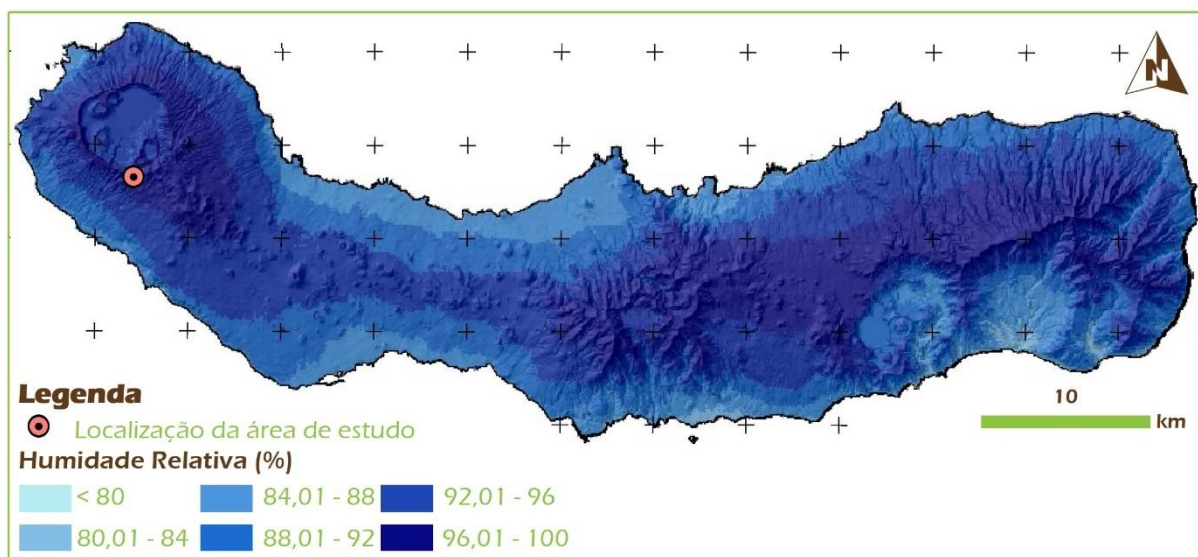 N
Legenda
Localização da área de estudo
Humidade Relativa (%)
< 80
84,01 - 88
92,01 - 96
80,01 - 84
88,01 - 92
96,01 - 100
10
km